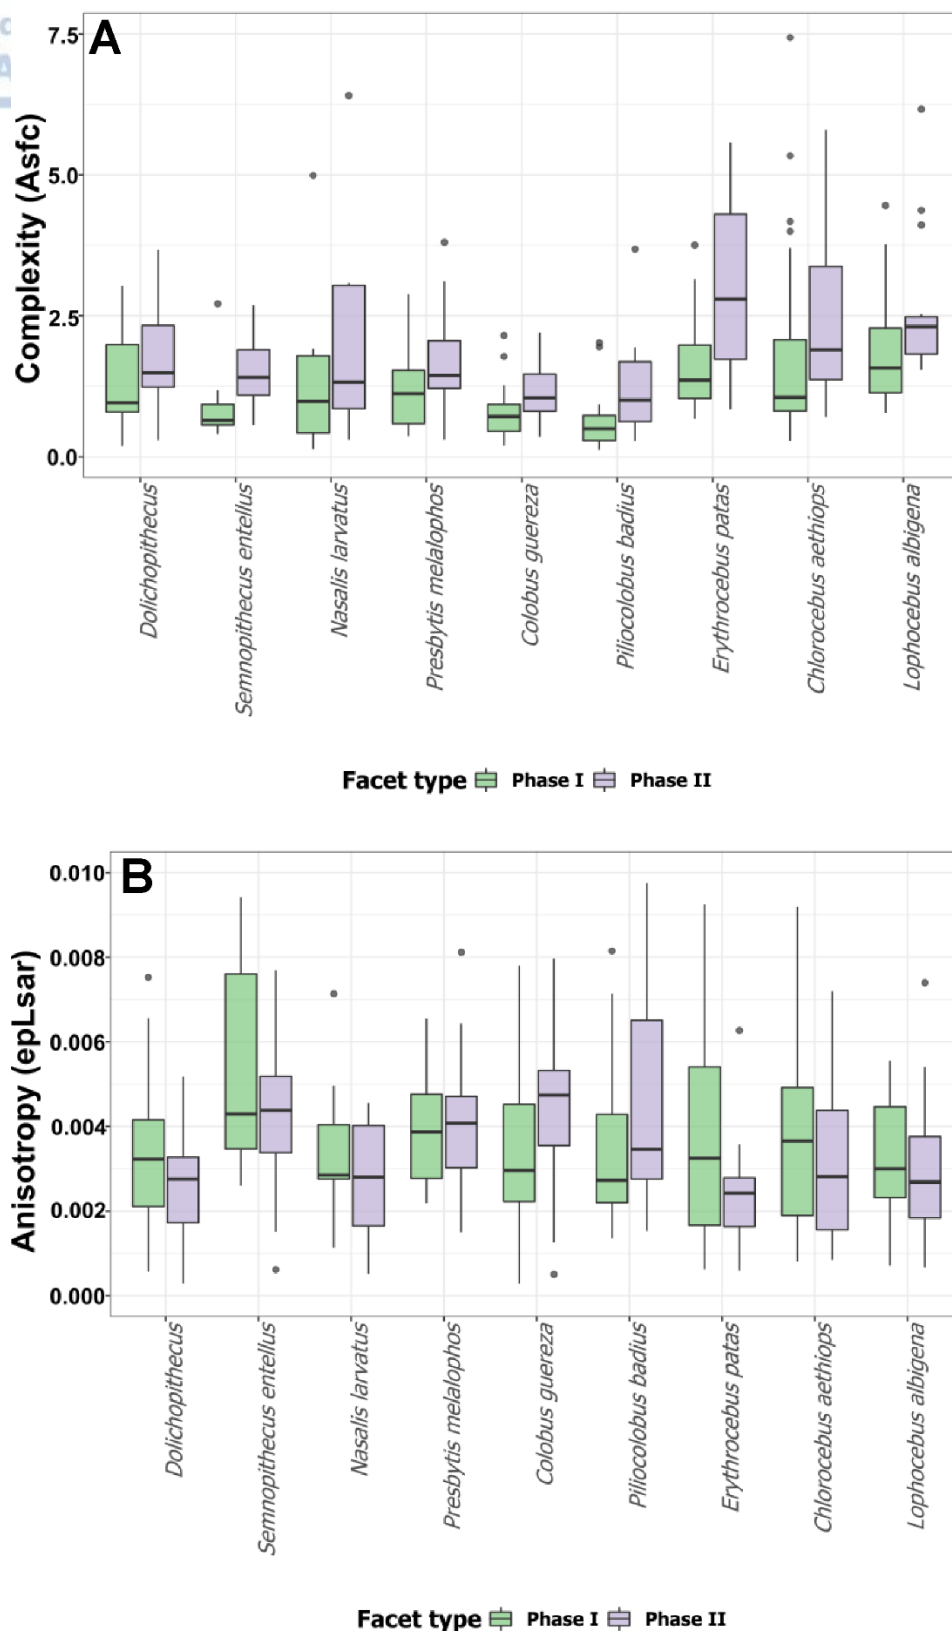 A
7.5
5.0
2.5
0.0
Complexity (Asfc)
Dolichopithecus
Semnopithecus entellus
Nasalis larvatus
Presbytis melalophos
Colobus guereza
Piliocolobus badius
Erythrocebus patas
Chlorocebus aethiops
Lophocebus albigena
Facet type Phase I Phase II
B
0.010
0.008
0.006
0.004
0.002
0.000
Anisotropy (epLsar)
Dolichopithecus
Semnopithecus entellus
Nasalis larvatus
Presbytis melalophos
Colobus guereza
Piliocolobus badius
Erythrocebus patas
Chlorocebus aethiops
Lophocebus albigena
Facet type Phase I Phase II